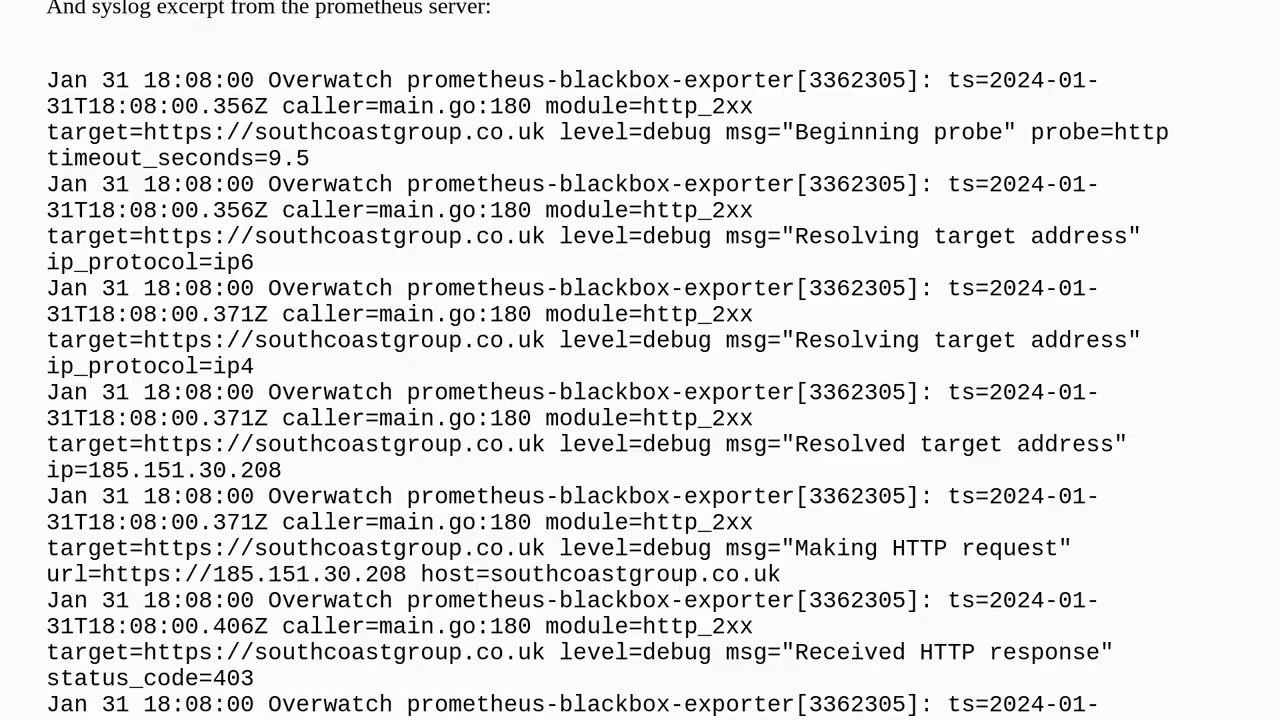 And syslog excerpt from the prometheus server:
Jan 31 18:08:00 Overwatch prometheus-blackbox-exporter[3362305]: ts=2024-01-
31T18:08:00.356Z caller=main.go:180 module=http_2xx
target=https://southcoastgroup.co.uk level=debug msg="Beginning probe" probe=http
timeout_seconds=9.5
Jan 31 18:08:00 Overwatch prometheus-blackbox-exporter[3362305]: ts=2024-01-
31T18:08:00.356Z caller=main.go:180 module=http_2xx
target=https://southcoastgroup.co.uk level=debug msg="Resolving target address"
ip_protocol=ip6
Jan 31 18:08:00 Overwatch prometheus-blackbox-exporter[3362305]: ts=2024-01-
31T18:08:00.371Z caller=main.go:180 module=http_2xx
target=https://southcoastgroup.co.uk level=debug msg="Resolving target address"
ip_protocol=ip4
Jan 31 18:08:00 Overwatch prometheus-blackbox-exporter[3362305]: ts=2024-01-
31T18:08:00.371Z caller=main.go:180 module=http_2xx
target=https://southcoastgroup.co.uk level=debug msg="Resolved target address"
ip=185.151.30.208
Jan 31 18:08:00 Overwatch prometheus-blackbox-exporter[3362305]: ts=2024-01-
31T18:08:00.371Z caller=main.go:180 module=http_2xx
target=https://southcoastgroup.co.uk level=debug msg="Making HTTP request"
url=https://185.151.30.208 host=southcoastgroup.co.uk
Jan 31 18:08:00 Overwatch prometheus-blackbox-exporter[3362305]: ts=2024-01-
31T18:08:00.406Z caller=main.go:180 module=http_2xx
target=https://southcoastgroup.co.uk level=debug msg="Received HTTP response"
status_code=403
Jan 31 18:08:00 Overwatch prometheus-blackbox-exporter[3362305]: ts=2024-01-